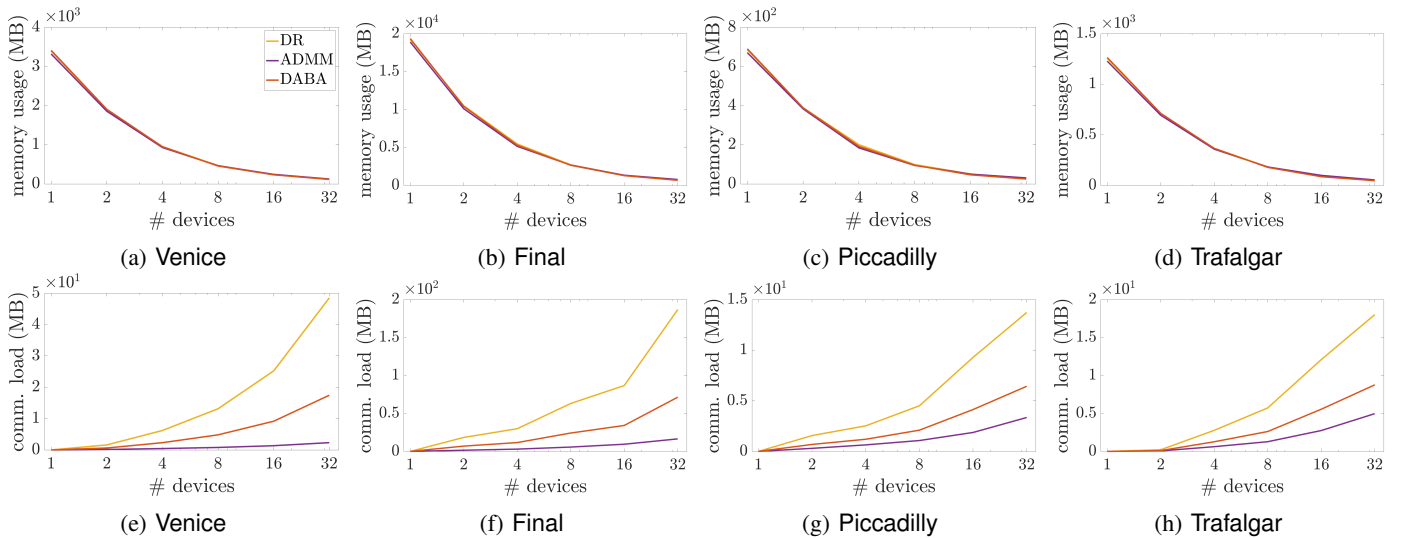 ×10³
memory usage (MB)
4
3
2
1
0
DR
ADMM
DABA
1 2 4 8 16 32
# devices
(a) Venice
×10⁴
memory usage (MB)
2
1.5
1
0.5
0
1 2 4 8 16 32
# devices
(b) Final
×10²
memory usage (MB)
8
6
4
2
0
1 2 4 8 16 32
# devices
(c) Piccadilly
×10³
memory usage (MB)
1.5
1
0.5
0
1 2 4 8 16 32
# devices
(d) Trafalgar
×10¹
comm. load (MB)
5
4
3
2
1
0
1 2 4 8 16 32
# devices
(e) Venice
×10²
comm. load (MB)
2
1.5
1
0.5
0
1 2 4 8 16 32
# devices
(f) Final
×10¹
comm. load (MB)
1.5
1
0.5
0
1 2 4 8 16 32
# devices
(g) Piccadilly
×10¹
comm. load (MB)
2
1.5
1
0.5
0
1 2 4 8 16 32
# devices
(h) Trafalgar